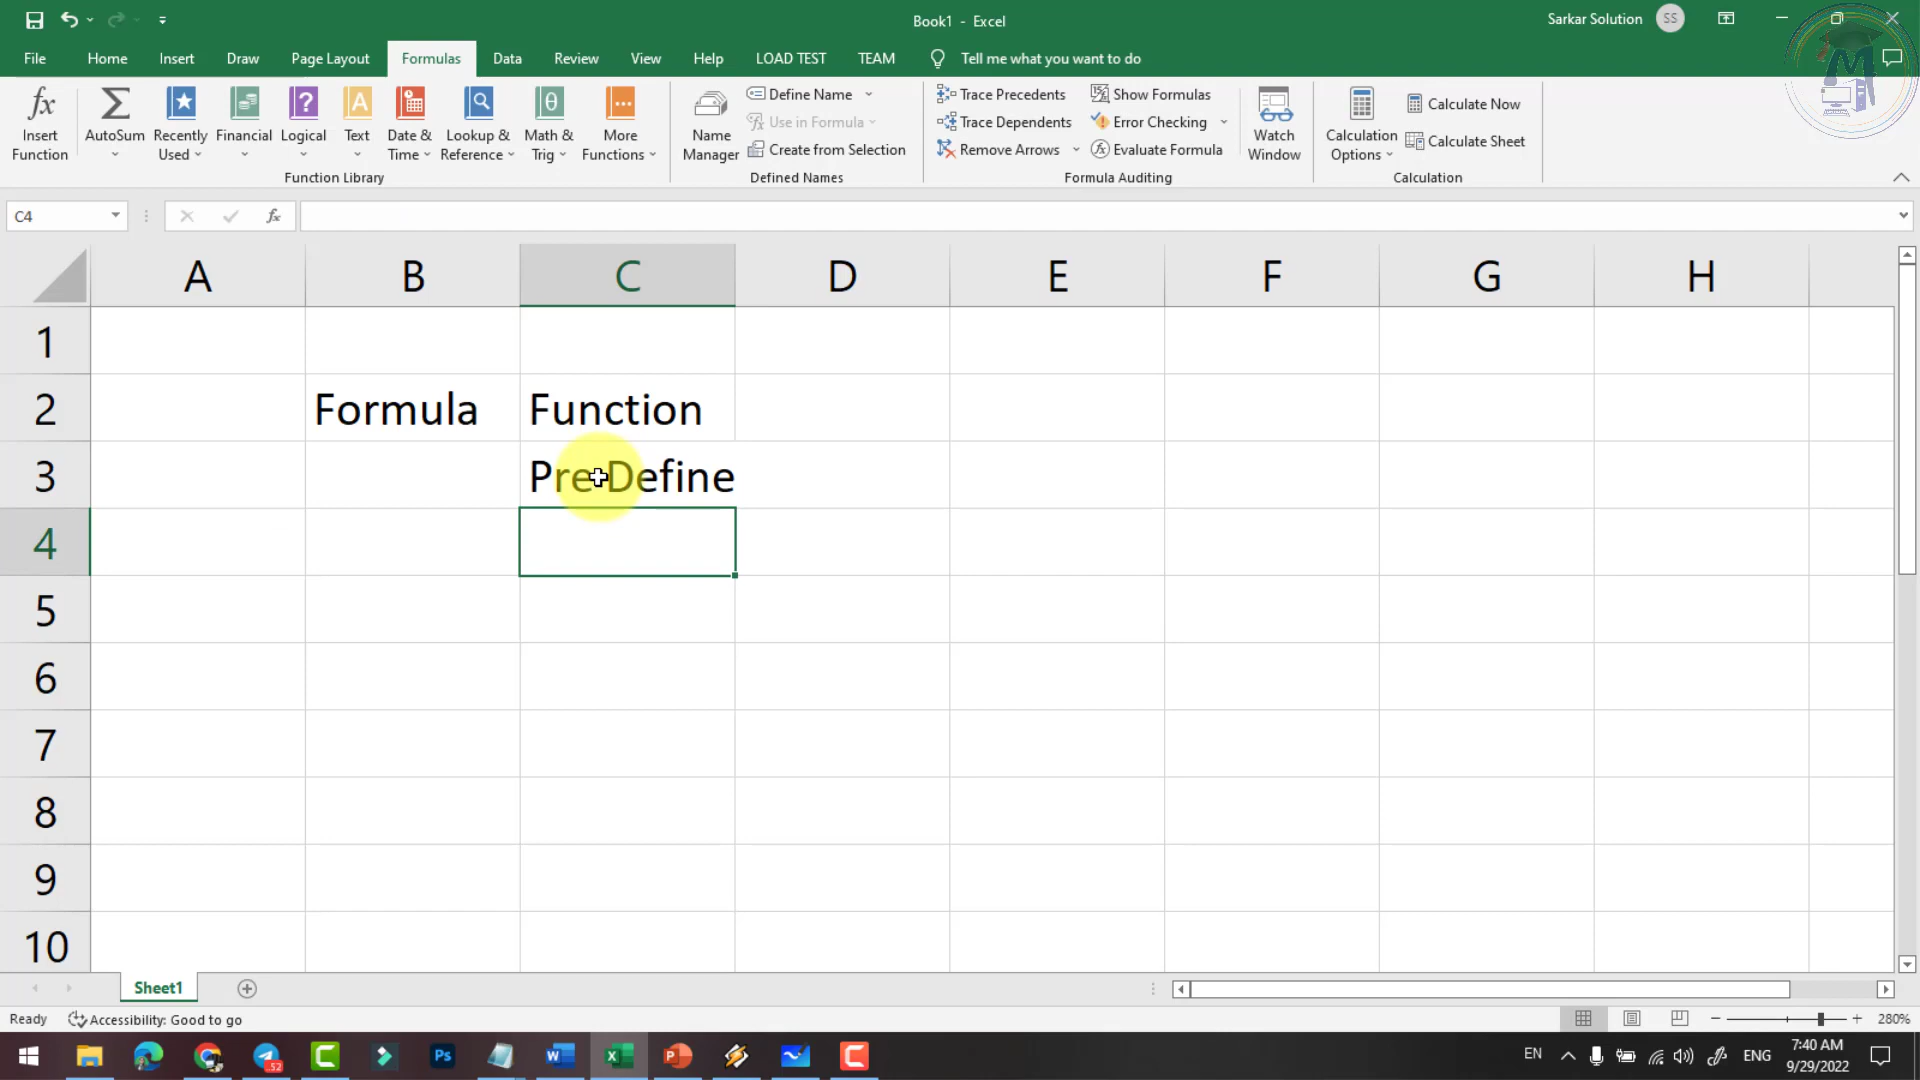 Book1 - Excel
Sarkar Solution SS
File Home Insert Draw Page Layout Formulas Data Review View Help LOAD TEST TEAM Tell me what you want to do
Insert Function
AutoSum
Recently Used
Financial
Logical
Text
Date & Time
Lookup & Reference
Math & Trig
More Functions
Function Library
Name Manager
Define Name
Use in Formula
Create from Selection
Defined Names
Trace Precedents
Trace Dependents
Remove Arrows
Show Formulas
Error Checking
Evaluate Formula
Formula Auditing
Watch Window
Calculation Options
Calculate Now
Calculate Sheet
Calculation
C4 fx
A B C D E F G H
1
2 Formula Function
3 Pre-Define
4
5
6
7
8
9
10
Sheet1
Ready Accessibility: Good to go 280%
Ps 52 EN ENG 7:40 AM
9/29/2022